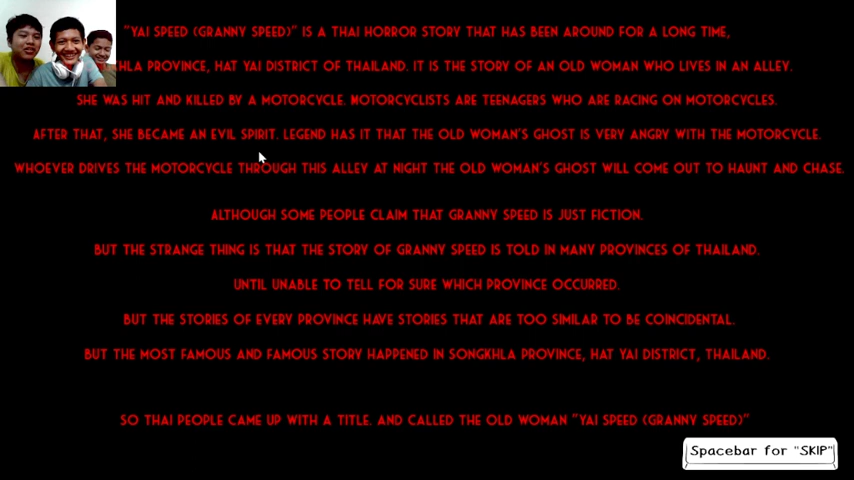 "YAI SPEED (GRANNY SPEED)" IS A THAI HORROR STORY THAT HAS BEEN AROUND FOR A LONG TIME,
HLA PROVINCE, HAT YAI DISTRICT OF THAILAND. IT IS THE STORY OF AN OLD WOMAN WHO LIVES IN AN ALLEY.
SHE WAS HIT AND KILLED BY A MOTORCYCLE. MOTORCYCLISTS ARE TEENAGERS WHO ARE RACING ON MOTORCYCLES.
AFTER THAT, SHE BECAME AN EVIL SPIRIT. LEGEND HAS IT THAT THE OLD WOMAN'S GHOST IS VERY ANGRY WITH THE MOTORCYCLE.
WHOEVER DRIVES THE MOTORCYCLE THROUGH THIS ALLEY AT NIGHT THE OLD WOMAN'S GHOST WILL COME OUT TO HAUNT AND CHASE.
ALTHOUGH SOME PEOPLE CLAIM THAT GRANNY SPEED IS JUST FICTION.
BUT THE STRANGE THING IS THAT THE STORY OF GRANNY SPEED IS TOLD IN MANY PROVINCES OF THAILAND.
UNTIL UNABLE TO TELL FOR SURE WHICH PROVINCE OCCURRED.
BUT THE STORIES OF EVERY PROVINCE HAVE STORIES THAT ARE TOO SIMILAR TO BE COINCIDENTAL.
BUT THE MOST FAMOUS AND FAMOUS STORY HAPPENED IN SONGKHLA PROVINCE, HAT YAI DISTRICT, THAILAND.
SO THAI PEOPLE CAME UP WITH A TITLE. AND CALLED THE OLD WOMAN "YAI SPEED (GRANNY SPEED)"
Spacebar for "SKIP"